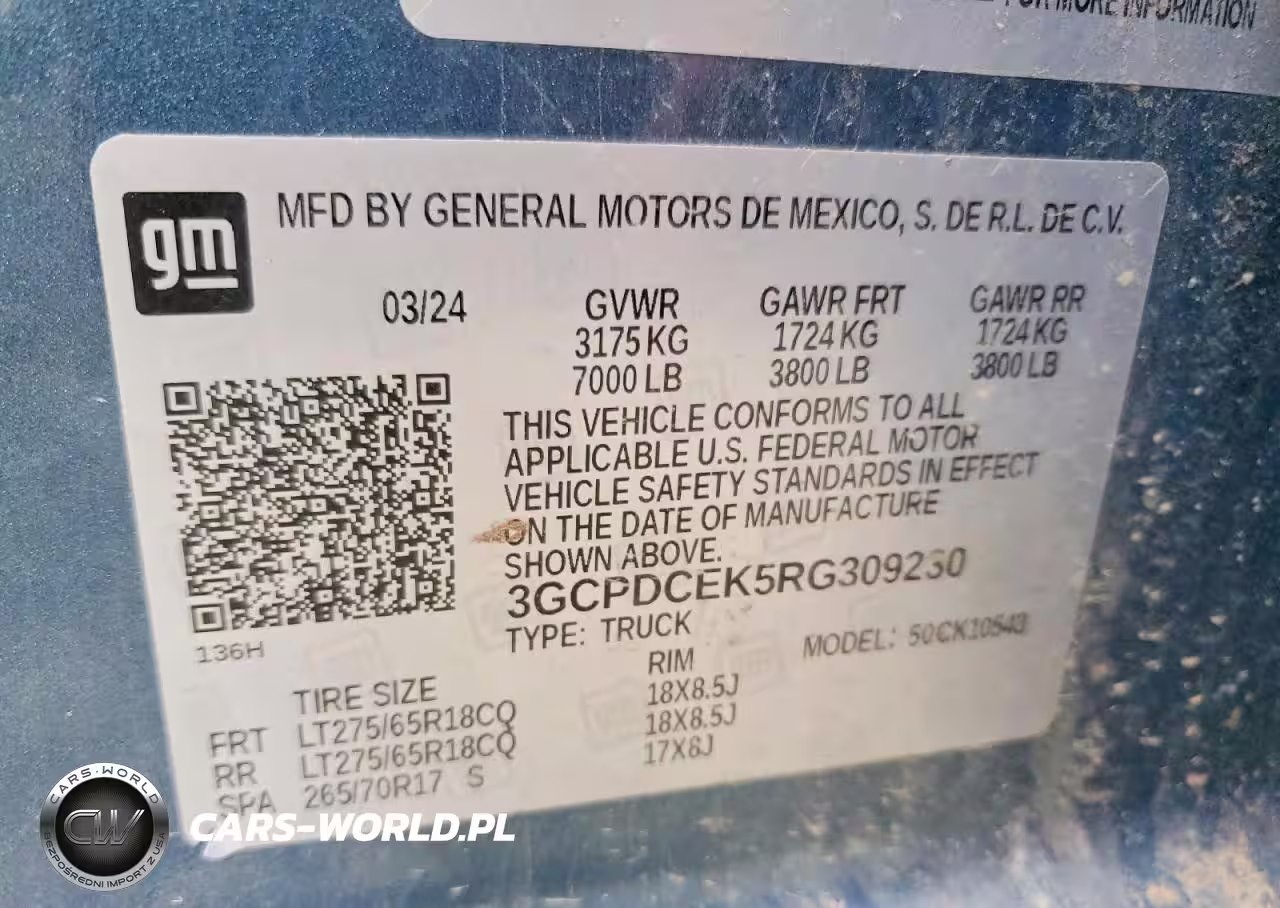 FOR MORE INFORMATION
gm
MFD BY GENERAL MOTORS DE MEXICO, S. DE R.L. DE C.V.
03/24 GVWR GAWR FRT GAWR RR
3175 KG 1724 KG 1724 KG
7000 LB 3800 LB 3800 LB
THIS VEHICLE CONFORMS TO ALL
APPLICABLE U.S. FEDERAL MOTOR
VEHICLE SAFETY STANDARDS IN EFFECT
ON THE DATE OF MANUFACTURE
SHOWN ABOVE.
3GCPDCEK5RG309230
136H
TYPE: TRUCK MODEL: 50CK10543
TIRE SIZE RIM
FRT LT275/65R18CQ 18X8.5J
RR LT275/65R18CQ 18X8.5J
SPA 265/70R17 S 17X8J
CARS-WORLD
CW
BEZPOŚREDNI IMPORT Z USA
CARS-WORLD.PL